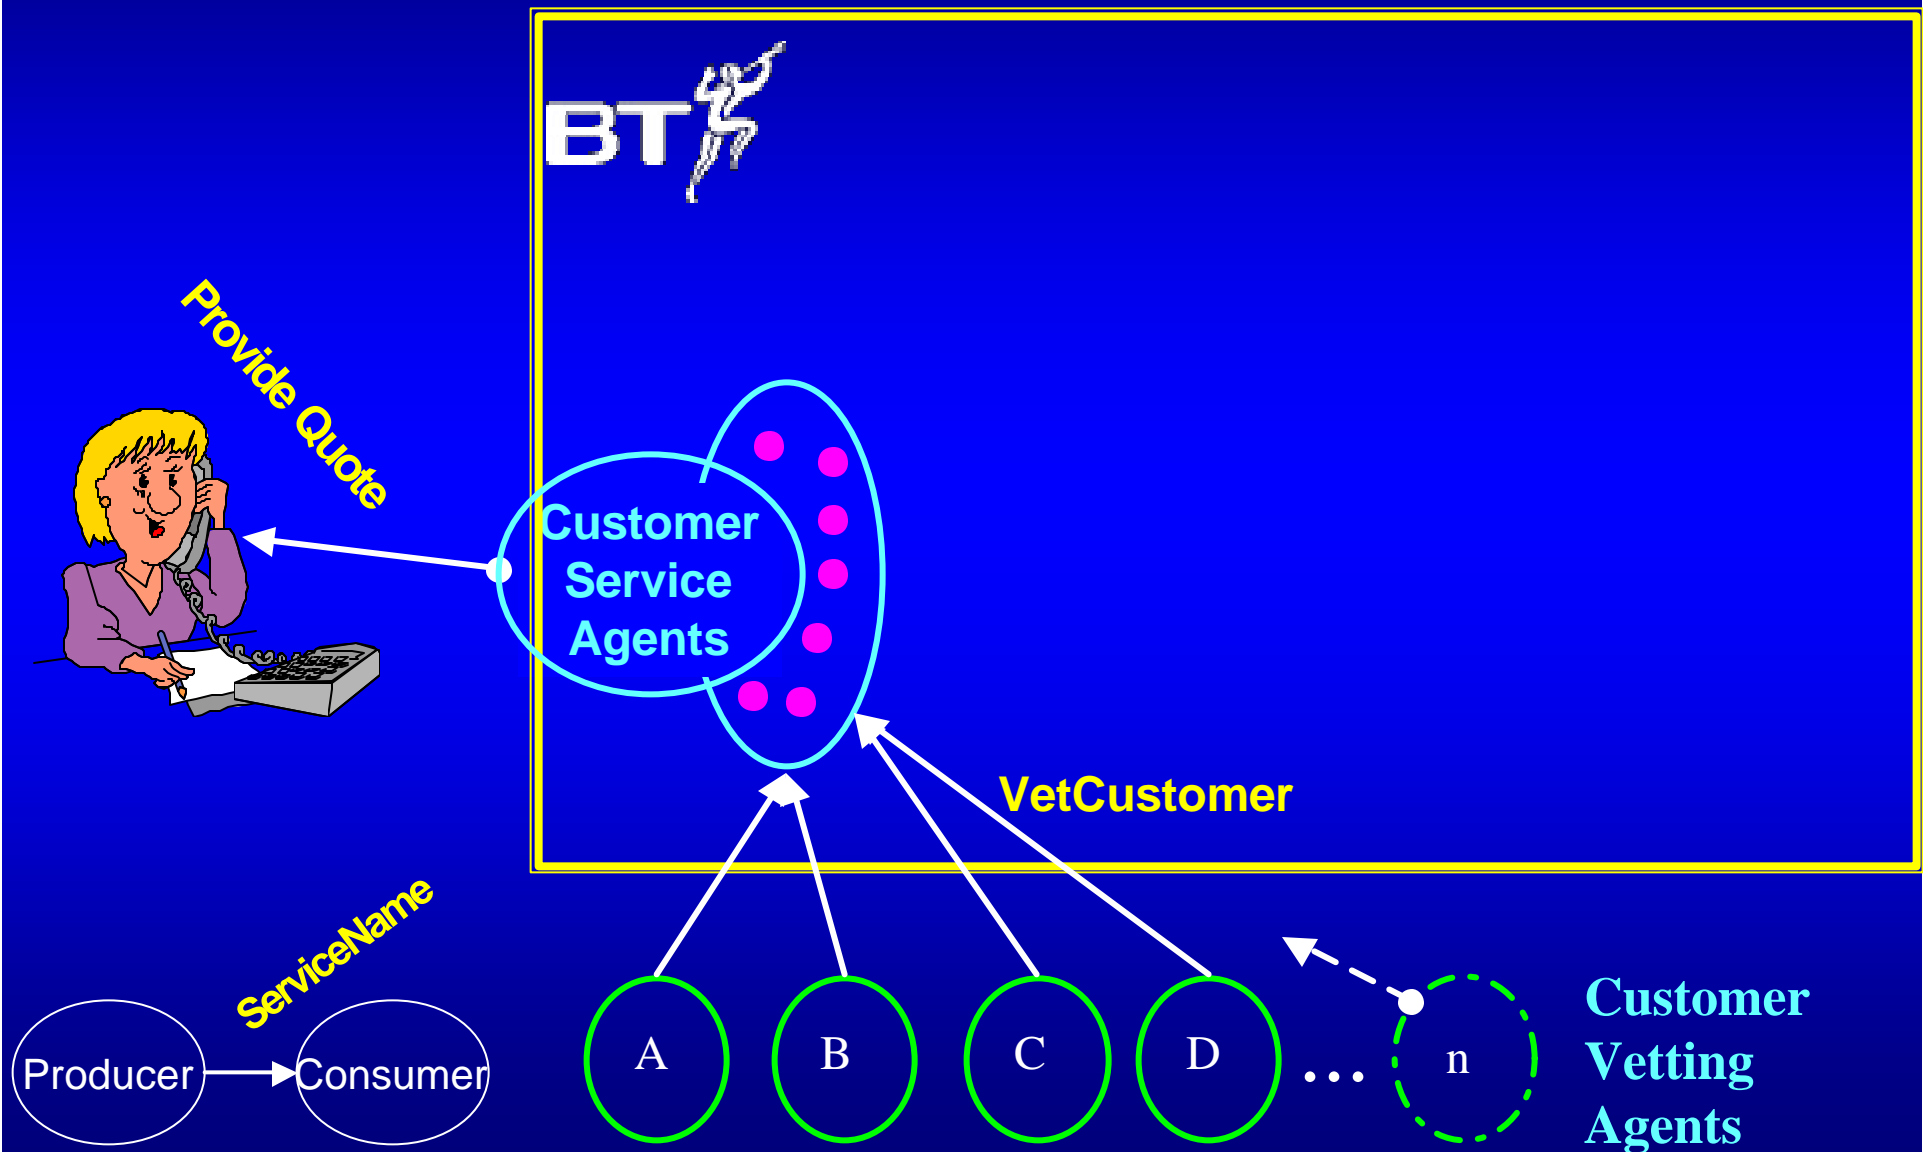 BT
Provide Quote
Customer
Service
Agents
VetCustomer
ServiceName
Producer
Consumer
A
B
C
D
...
n
Customer
Vetting
Agents